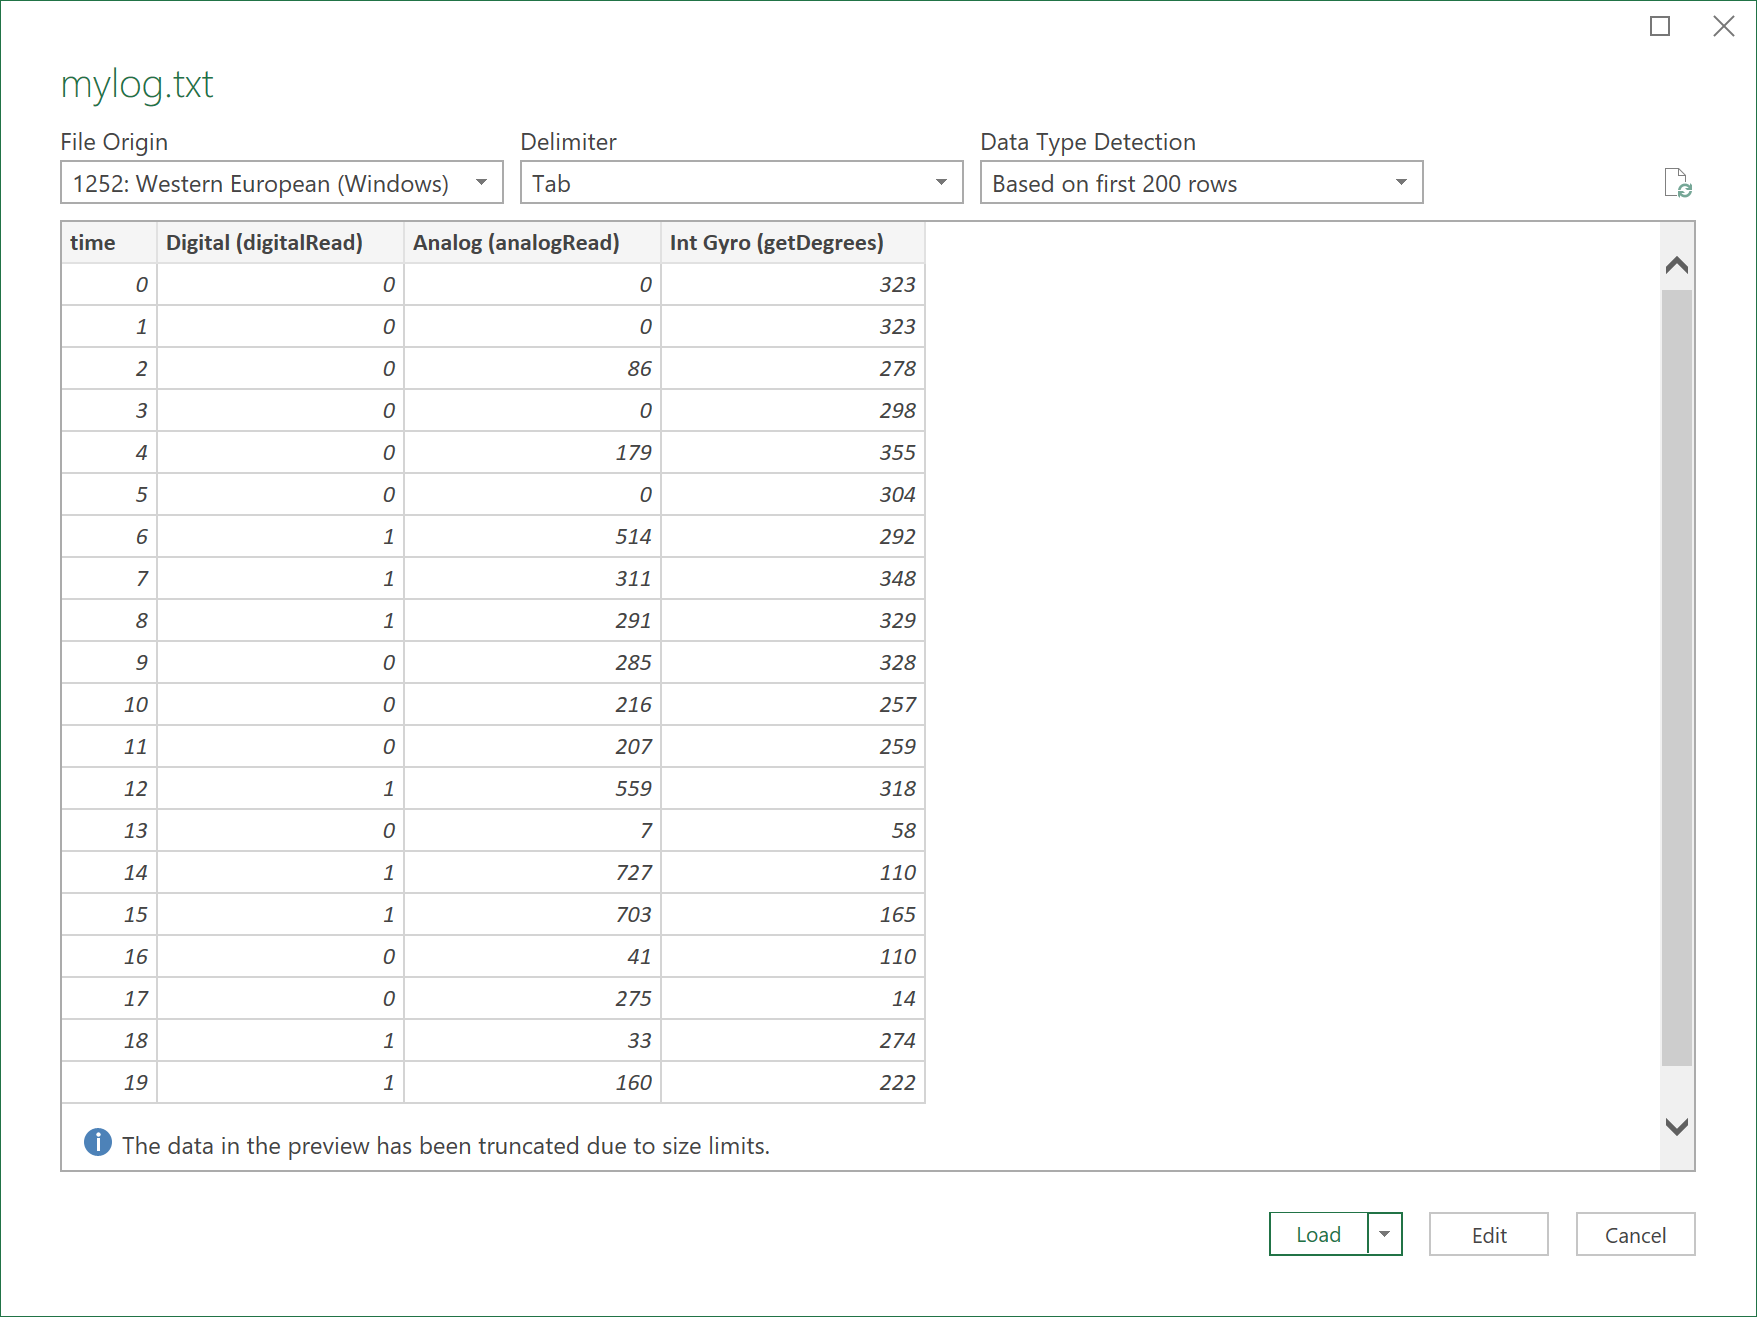 mylog.txt
File Origin Delimiter Data Type Detection
1252: Western European (Windows) Tab Based on first 200 rows
time Digital (digitalRead) Analog (analogRead) Int Gyro (getDegrees)
0 0 0 323
1 0 0 323
2 0 86 278
3 0 0 298
4 0 179 355
5 0 0 304
6 1 514 292
7 1 311 348
8 1 291 329
9 0 285 328
10 0 216 257
11 0 207 259
12 1 559 318
13 0 7 58
14 1 727 110
15 1 703 165
16 0 41 110
17 0 275 14
18 1 33 274
19 1 160 222
The data in the preview has been truncated due to size limits.
Load Edit Cancel